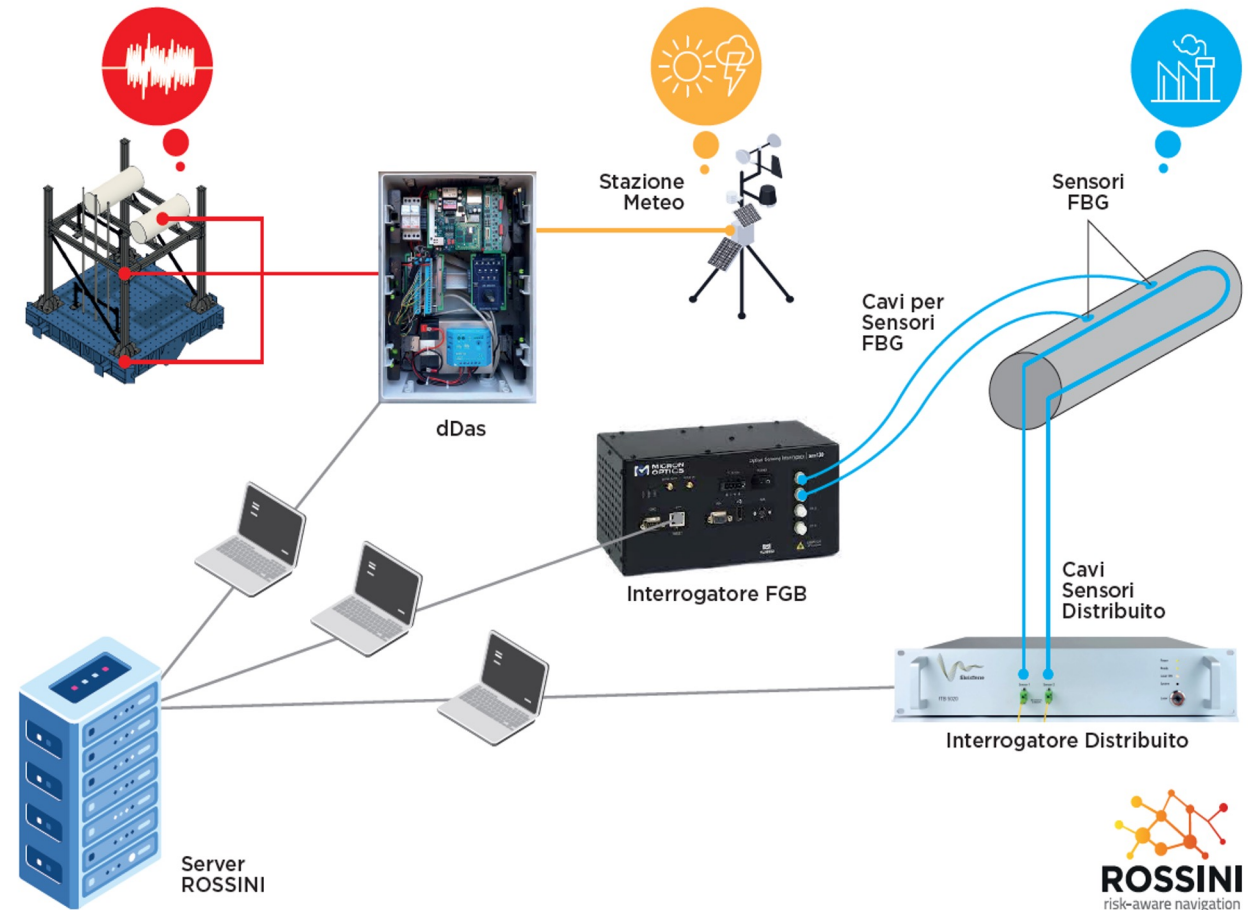 Stazione
Meteo
Sensori
FBG
Cavi per
Sensori
FBG
dDas
MICRON
OPTICS
Interrogatore FGB
Cavi
Sensori
Distribuito
Interrogatore Distribuito
Server
ROSSINI
ROSSINI
risk-aware navigation